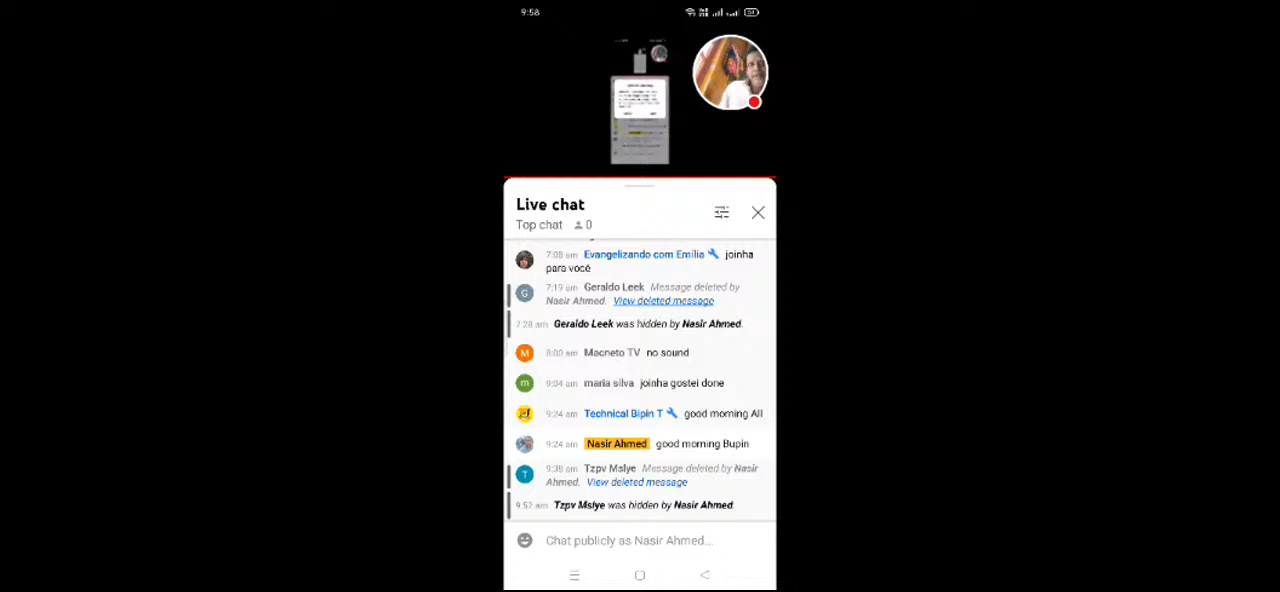 9:58
Live chat
Top chat 0
7:08 am Evangelizando com Emília joinha
para você
7:19 am Geraldo Leek Message deleted by
Nasir Ahmed. View deleted message
7:28 am Geraldo Leek was hidden by Nasir Ahmed.
8:00 am Macneto TV no sound
9:04 am maria silva joinha gostei done
9:24 am Technical Bipin T good morning All
9:24 am Nasir Ahmed good morning Bupin
9:38 am Tzpv Mslye Message deleted by Nasir
Ahmed. View deleted message
9:52 am Tzpv Mslye was hidden by Nasir Ahmed.
Chat publicly as Nasir Ahmed...